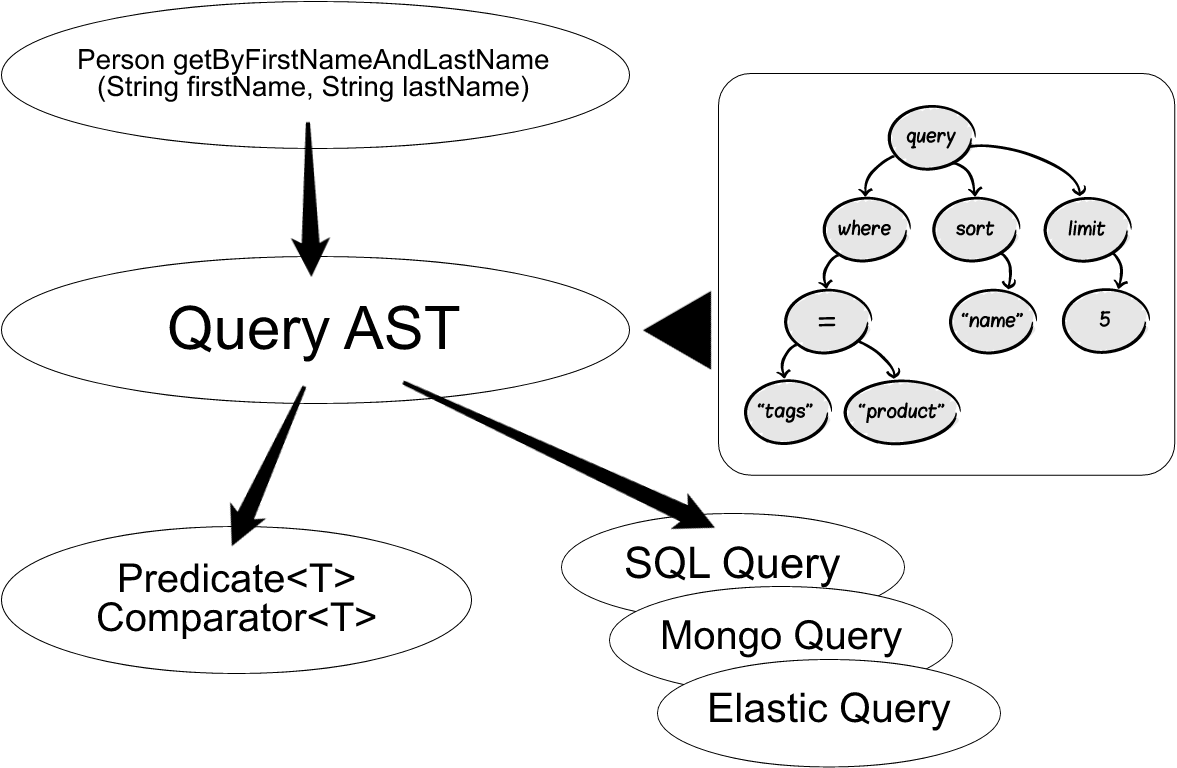 Person getByFirstNameAndLastName
(String firstName, String lastName)
Query AST
Predicate<T>
Comparator<T>
SQL Query
Mongo Query
Elastic Query
query
where
sort
limit
=
“name”
5
“tags”
“product”